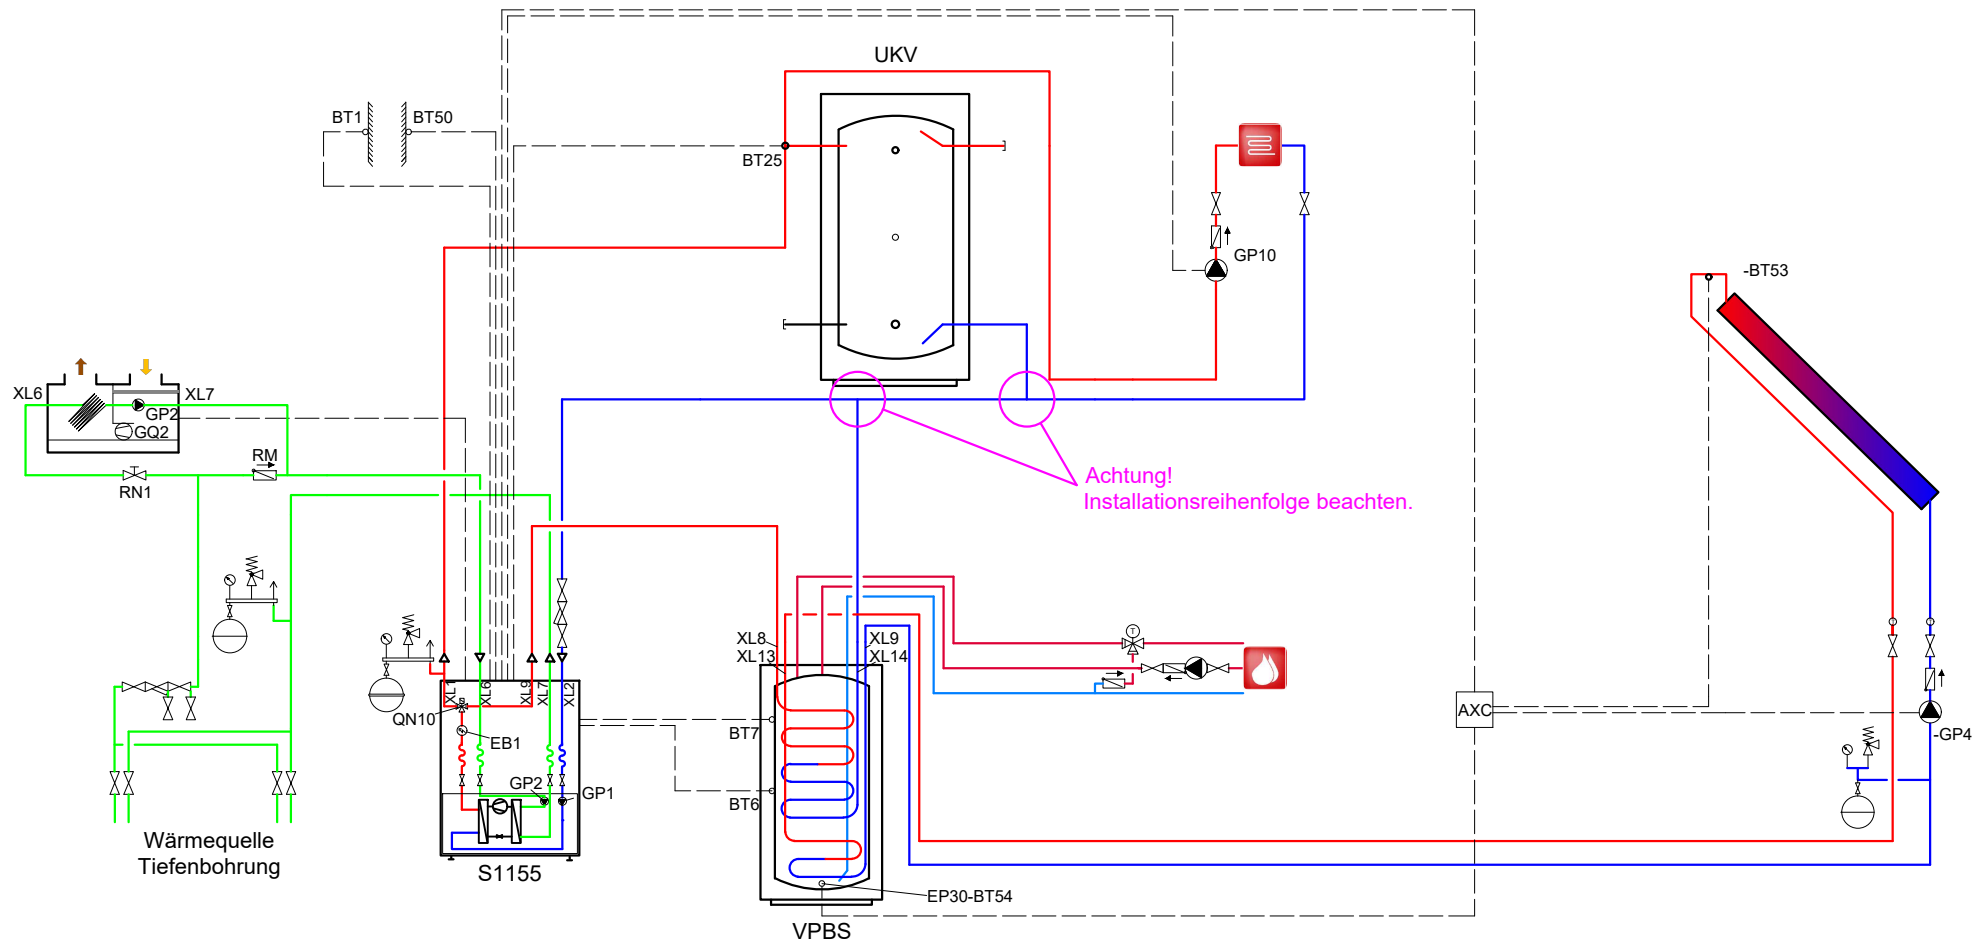 UKV
BT1
BT50
BT25
GP10
-BT53
XL6
XL7
GP2
GQ2
RM
RN1
Achtung!
Installationsreihenfolge beachten.
XL8
XL9
XL13
XL14
XL1
XL6
XL9
XL7
XL2
T
QN10
EB1
BT7
AXC
-GP4
GP2
GP1
BT6
Wärmequelle
Tiefenbohrung
S1155
EP30-BT54
VPBS